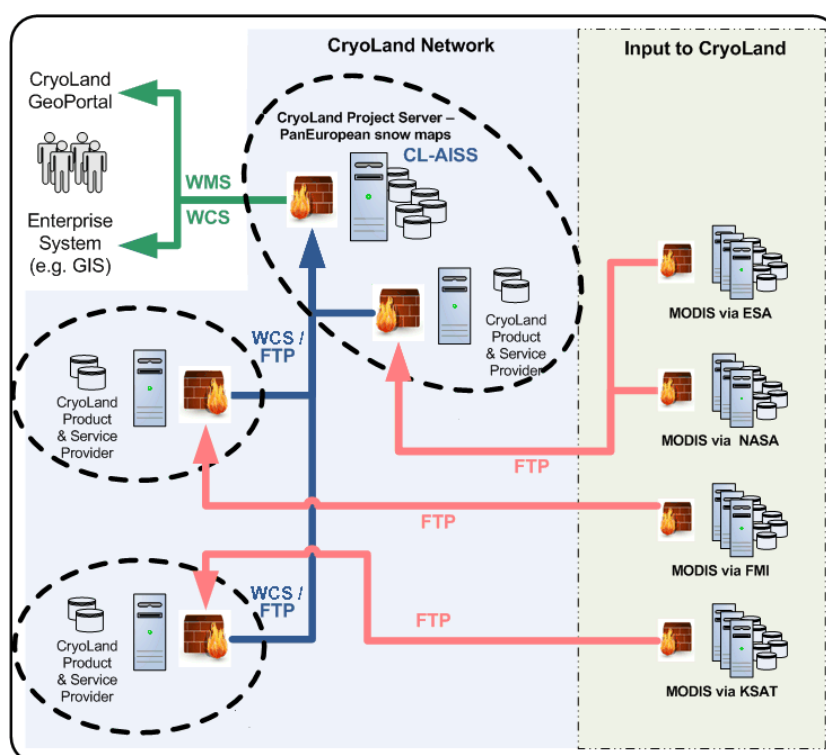 CryoLand Network
Input to CryoLand
CryoLand
GeoPortal
Enterprise
System
(e.g. GIS)
WMS
WCS
CryoLand Project Server –
PanEuropean snow maps
CL-AISS
CryoLand
Product
& Service
Provider
WCS /
FTP
CryoLand
Product
& Service
Provider
WCS /
FTP
CryoLand
Product
& Service
Provider
FTP
FTP
FTP
MODIS via ESA
MODIS via NASA
MODIS via FMI
MODIS via KSAT